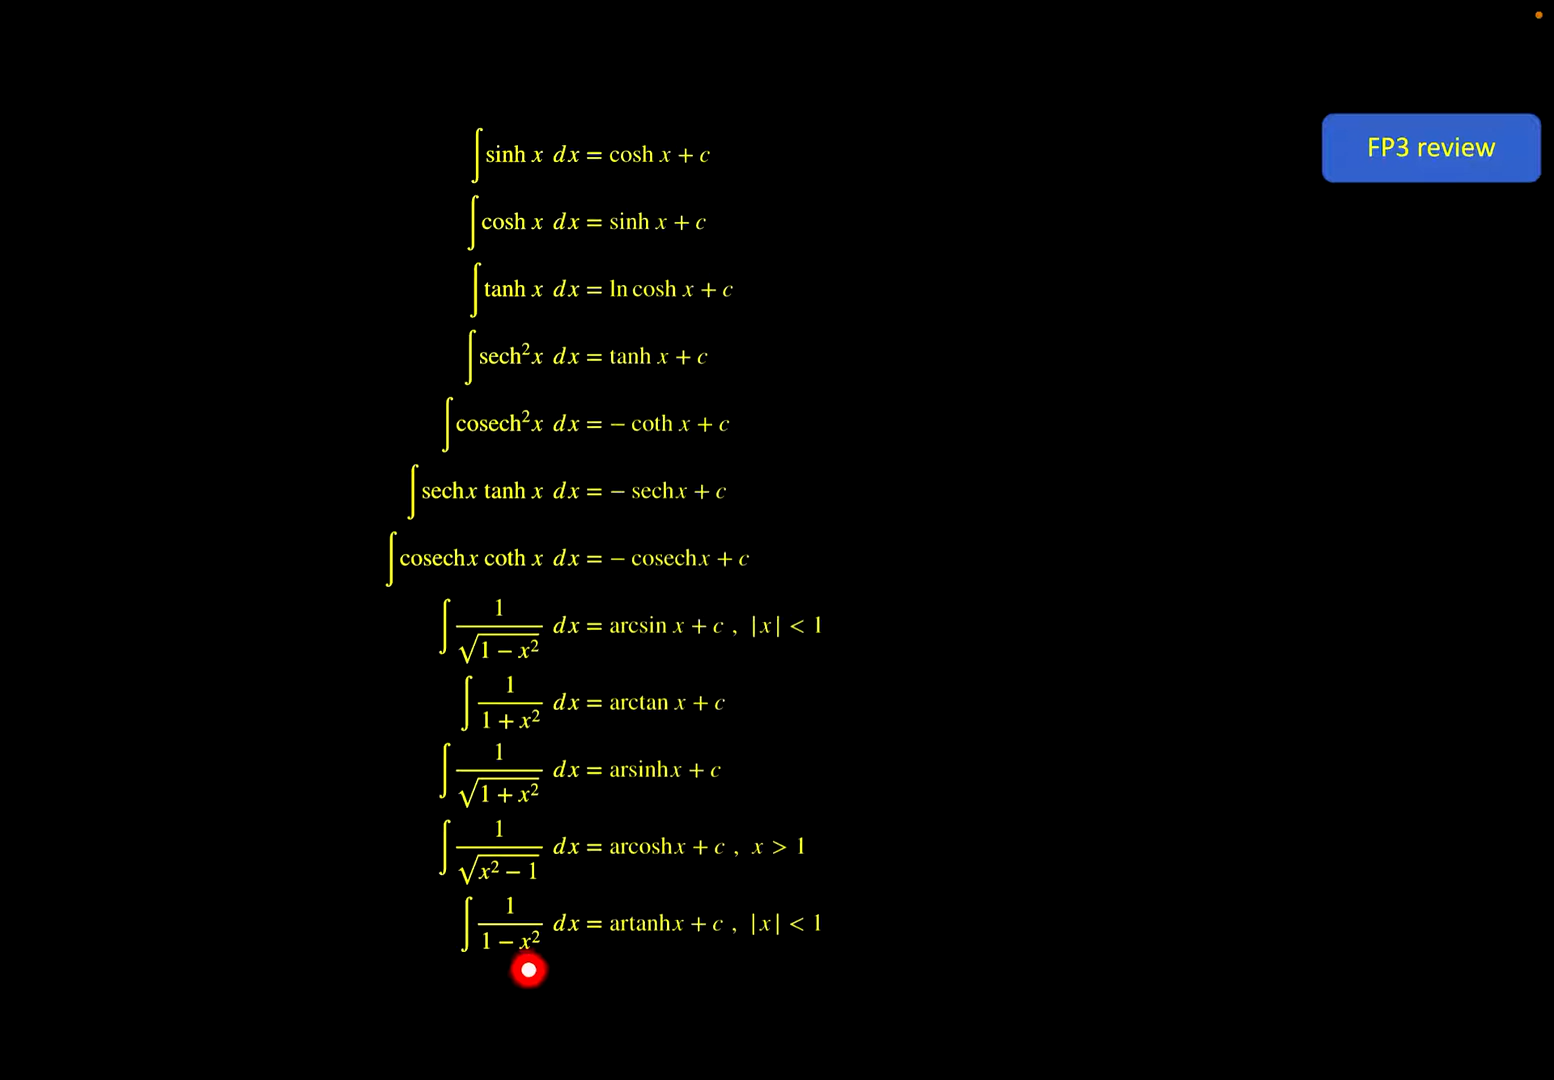 FP3 review
∫ sinh x dx = cosh x + c
∫ cosh x dx = sinh x + c
∫ tanh x dx = ln cosh x + c
∫ sech²x dx = tanh x + c
∫ cosech²x dx = − coth x + c
∫ sechx tanh x dx = − sechx + c
∫ cosechx coth x dx = − cosechx + c
∫ 1/√(1 − x²) dx = arcsin x + c , |x| < 1
∫ 1/(1 + x²) dx = arctan x + c
∫ 1/√(1 + x²) dx = arsinhx + c
∫ 1/√(x² − 1) dx = arcoshx + c , x > 1
∫ 1/(1 − x²) dx = artanhx + c , |x| < 1